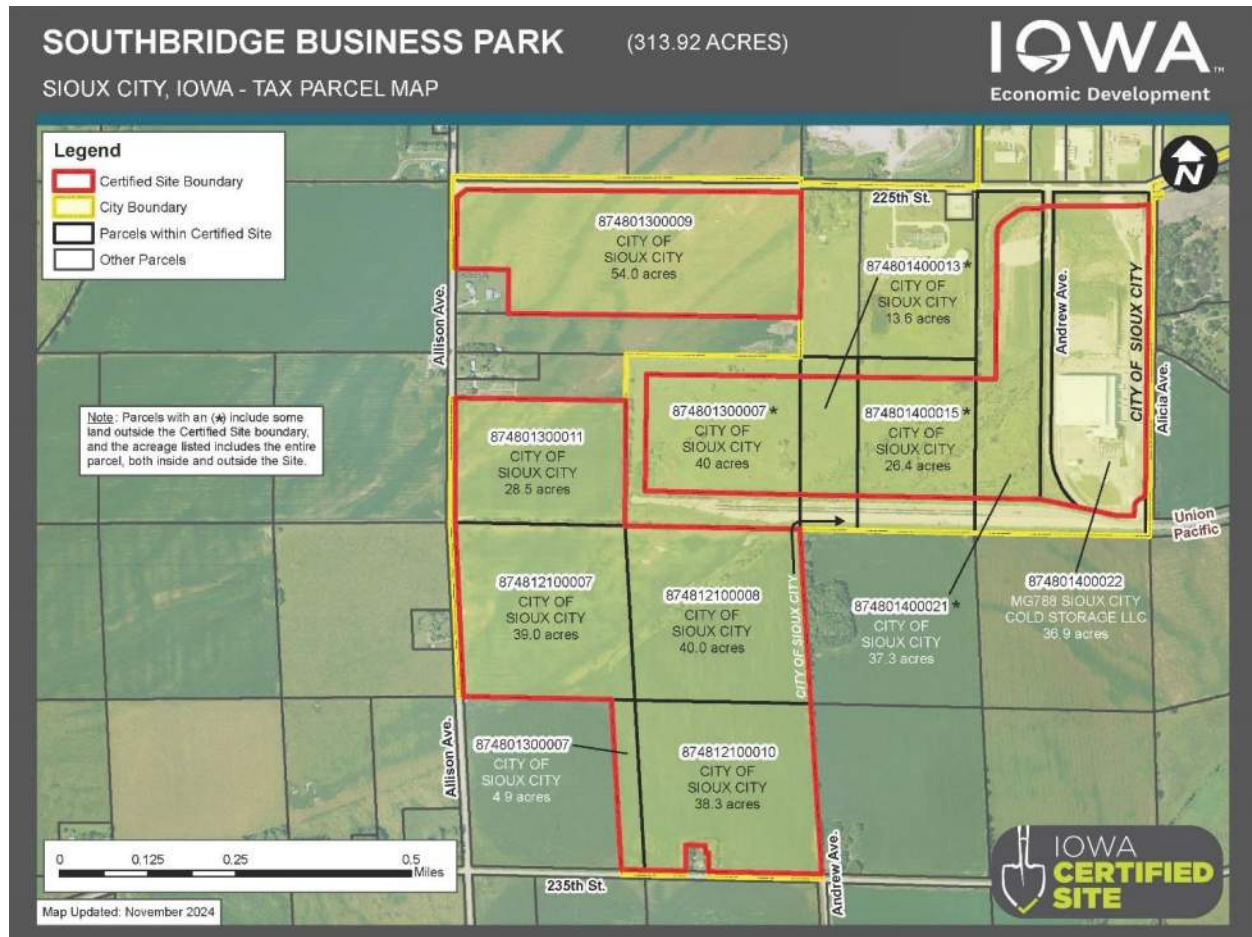 SOUTHBRIDGE BUSINESS PARK (313.92 ACRES)
SIOUX CITY, IOWA - TAX PARCEL MAP
IOWA™
Economic Development
Legend
Certified Site Boundary
City Boundary
Parcels within Certified Site
Other Parcels
N
225th St.
874801300009
CITY OF
SIOUX CITY
54.0 acres
874801400013*
CITY OF
SIOUX CITY
13.6 acres
Allison Ave.
Andrew Ave.
CITY OF SIOUX CITY
Alicia Ave.
Note: Parcels with an (*) include some
land outside the Certified Site boundary,
and the acreage listed includes the entire
parcel, both inside and outside the Site.
874801300011
CITY OF
SIOUX CITY
28.5 acres
874801300007*
CITY OF
SIOUX CITY
40 acres
874801400015*
CITY OF
SIOUX CITY
26.4 acres
Union
Pacific
874812100007
CITY OF
SIOUX CITY
39.0 acres
874812100008
CITY OF
SIOUX CITY
40.0 acres
CITY OF SIOUX CITY
874801400021*
CITY OF
SIOUX CITY
37.3 acres
874801400022
MG788 SIOUX CITY
COLD STORAGE LLC
36.9 acres
Allison Ave.
874801300007
CITY OF
SIOUX CITY
4.9 acres
874812100010
CITY OF
SIOUX CITY
38.3 acres
0 0.125 0.25 0.5
Miles
235th St.
Andrew Ave.
IOWA
CERTIFIED
SITE
Map Updated: November 2024